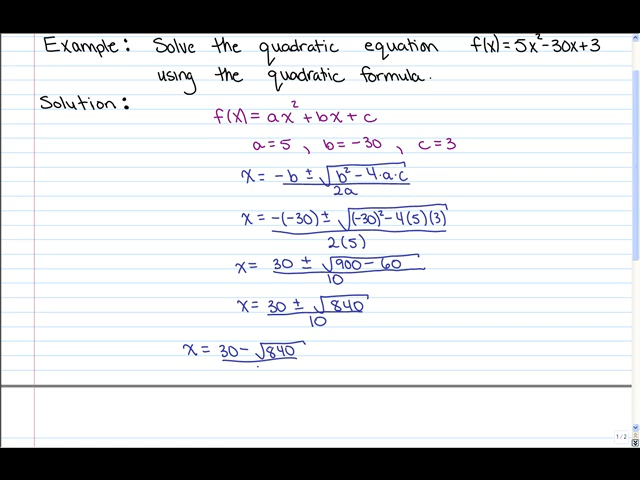 Example: Solve the quadratic equation f(x)=5x²-30x+3
using the quadratic formula.
Solution:
f(x)=ax²+bx+c
a=5, b=-30, c=3
x= -b ± √(b²-4·a·c) / 2a
x= -(-30) ± √((-30)²-4(5)(3)) / 2(5)
x= 30 ± √(900-60) / 10
x= 30 ± √840 / 10
x= 30 - √840
1/2